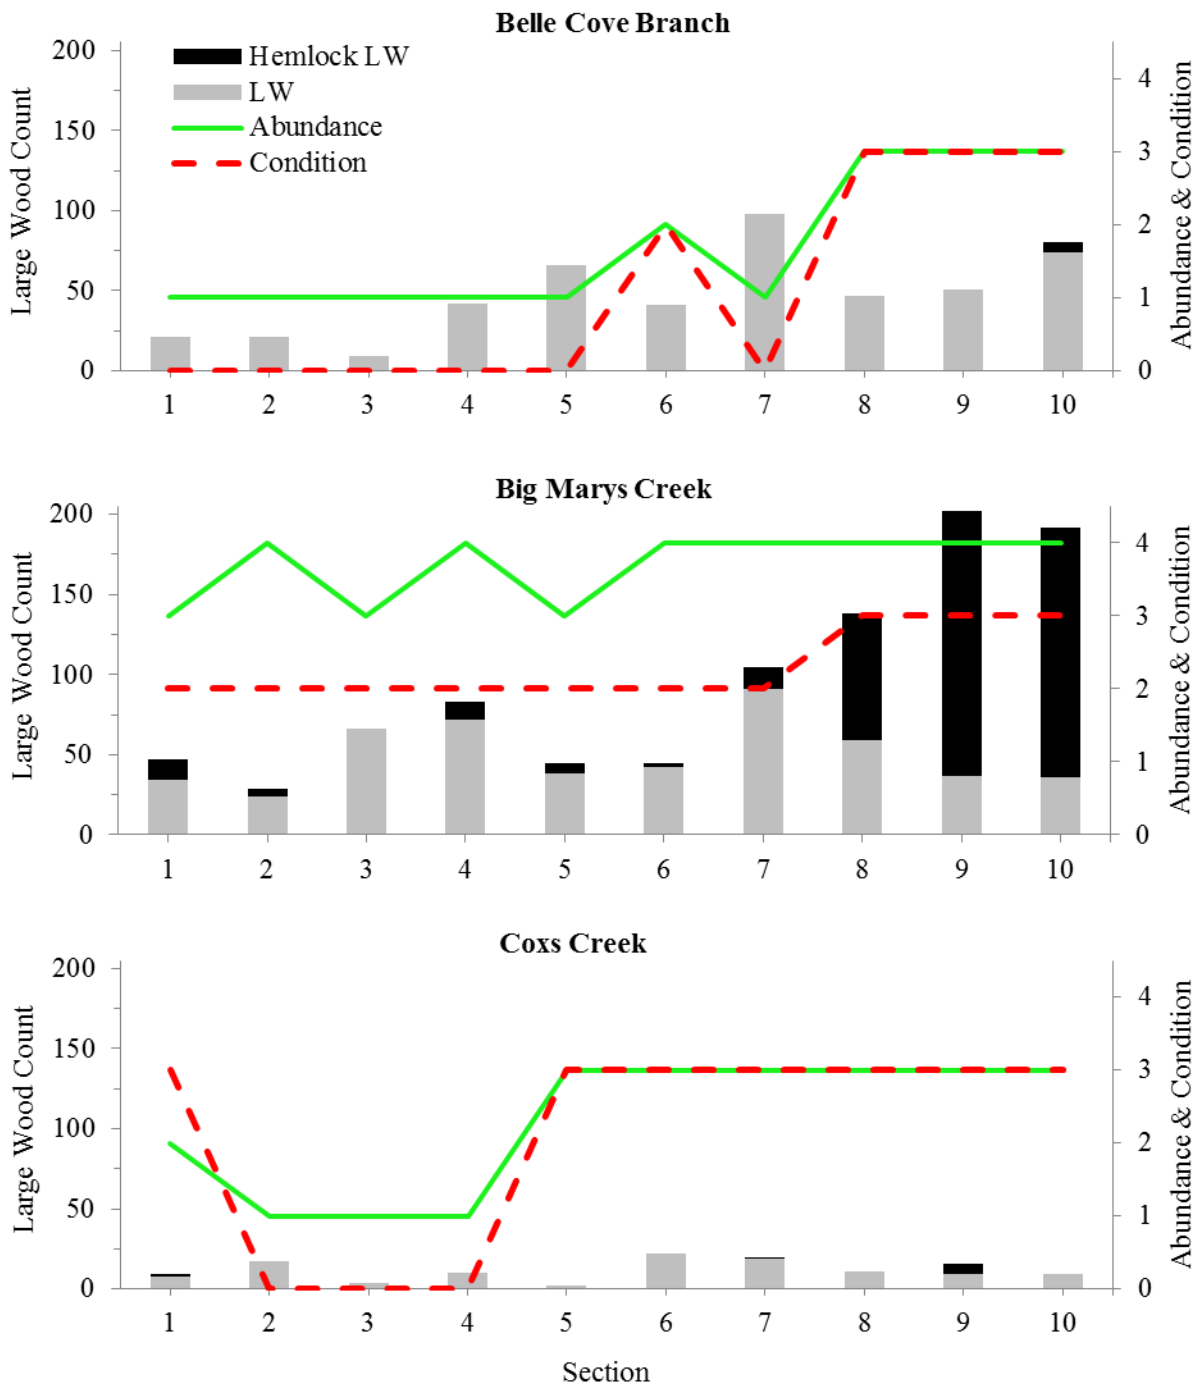 Belle Cove Branch
Hemlock LW
LW
Abundance
Condition
Large Wood Count
200
150
100
50
0
4
3
2
1
0
Abundance & Condition
1 2 3 4 5 6 7 8 9 10
Big Marys Creek
Large Wood Count
200
150
100
50
0
4
3
2
1
0
Abundance & Condition
1 2 3 4 5 6 7 8 9 10
Coxs Creek
Large Wood Count
200
150
100
50
0
4
3
2
1
0
Abundance & Condition
1 2 3 4 5 6 7 8 9 10
Section